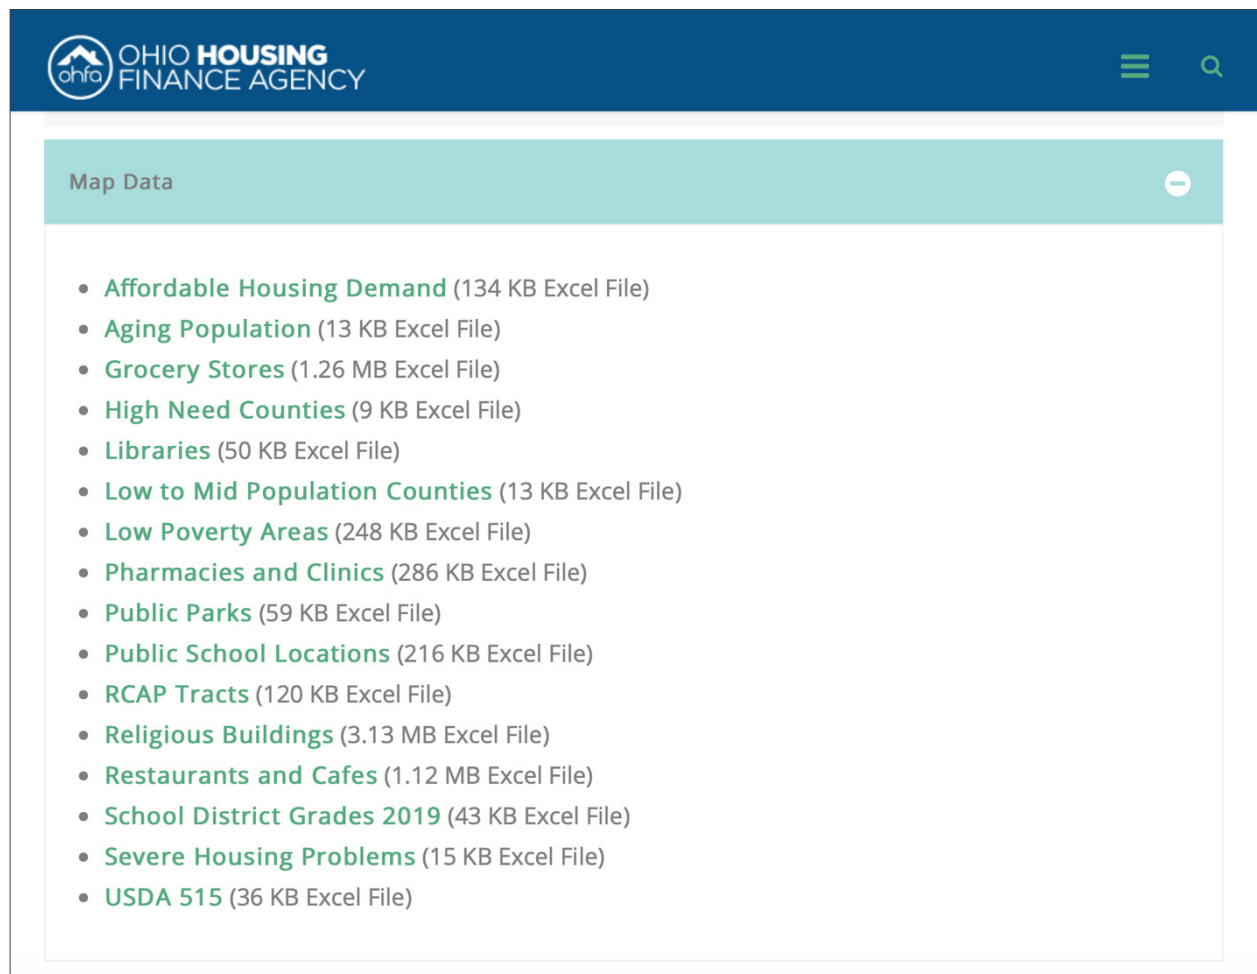 ohfa
OHIO HOUSING
FINANCE AGENCY
Map Data
Affordable Housing Demand (134 KB Excel File)
Aging Population (13 KB Excel File)
Grocery Stores (1.26 MB Excel File)
High Need Counties (9 KB Excel File)
Libraries (50 KB Excel File)
Low to Mid Population Counties (13 KB Excel File)
Low Poverty Areas (248 KB Excel File)
Pharmacies and Clinics (286 KB Excel File)
Public Parks (59 KB Excel File)
Public School Locations (216 KB Excel File)
RCAP Tracts (120 KB Excel File)
Religious Buildings (3.13 MB Excel File)
Restaurants and Cafes (1.12 MB Excel File)
School District Grades 2019 (43 KB Excel File)
Severe Housing Problems (15 KB Excel File)
USDA 515 (36 KB Excel File)